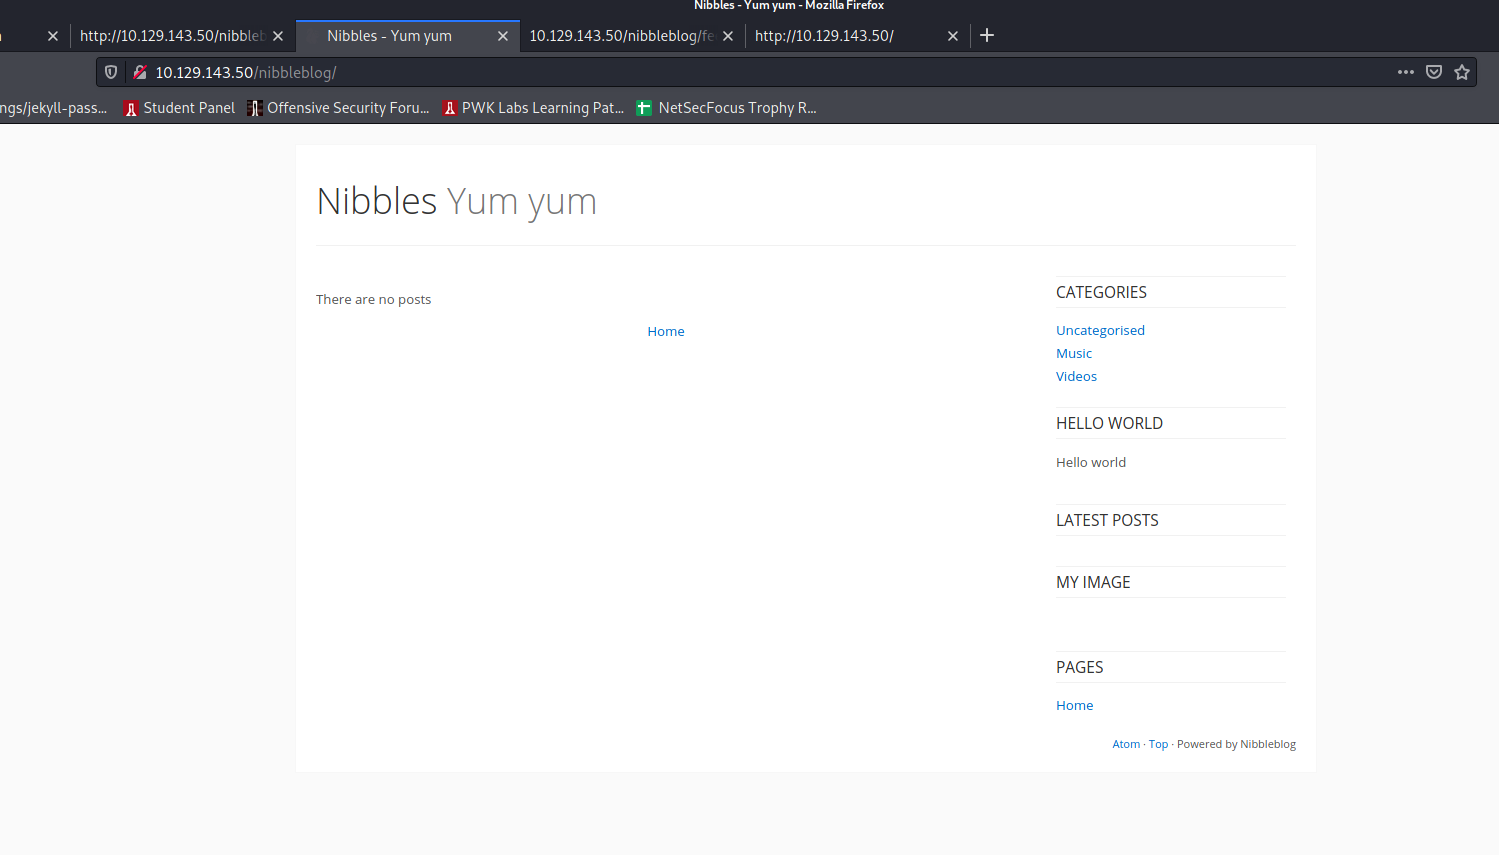 Nibbles - Yum yum - Mozilla Firefox
http://10.129.143.50/nibbleb Nibbles - Yum yum 10.129.143.50/nibbleblog/fe http://10.129.143.50/
10.129.143.50/nibbleblog/
ngs/jekyll-pass... Student Panel Offensive Security Foru... PWK Labs Learning Pat... NetSecFocus Trophy R...
Nibbles Yum yum
There are no posts
Home
CATEGORIES
Uncategorised
Music
Videos
HELLO WORLD
Hello world
LATEST POSTS
MY IMAGE
PAGES
Home
Atom · Top · Powered by Nibbleblog